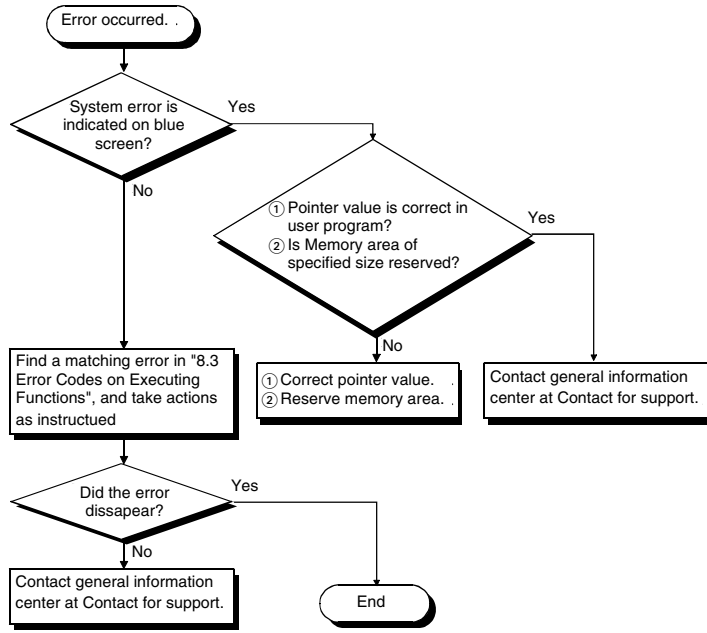 Error occurred. .
System error is
indicated on blue
screen?
Yes
No
① Pointer value is correct in
user program?
② Is Memory area of
specified size reserved?
Yes
No
Find a matching error in "8.3
Error Codes on Executing
Functions", and take actions
as instructued
① Correct pointer value. .
② Reserve memory area. .
Contact general information
center at Contact for support.
Did the error
dissapear?
Yes
No
Contact general information
center at Contact for support.
End